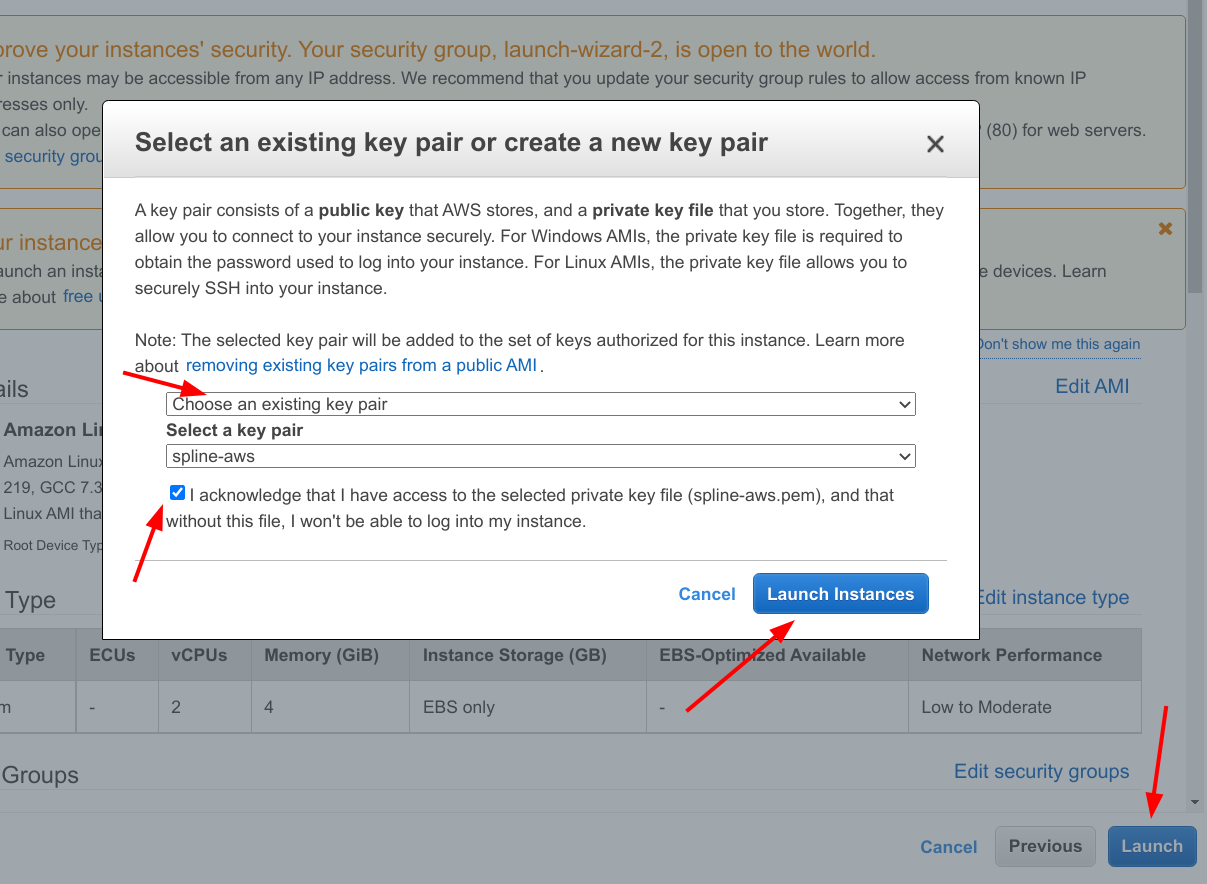 prove your instances' security. Your security group, launch-wizard-2, is open to the world.
r instances may be accessible from any IP address. We recommend that you update your security group rules to allow access from known IP
resses only.
can also ope (80) for web servers.
security grou
Select an existing key pair or create a new key pair
A key pair consists of a public key that AWS stores, and a private key file that you store. Together, they
allow you to connect to your instance securely. For Windows AMIs, the private key file is required to
obtain the password used to log into your instance. For Linux AMIs, the private key file allows you to
securely SSH into your instance.
Note: The selected key pair will be added to the set of keys authorized for this instance. Learn more
about removing existing key pairs from a public AMI .
Choose an existing key pair
Select a key pair
spline-aws
I acknowledge that I have access to the selected private key file (spline-aws.pem), and that
without this file, I won't be able to log into my instance.
Cancel Launch Instances
ur instance
aunch an insta e devices. Learn
e about free u
Don't show me this again
ails Edit AMI
Amazon Lin
Amazon Linux
219, GCC 7.3
Linux AMI tha
Root Device Typ
Type Edit instance type
Type ECUs vCPUs Memory (GiB) Instance Storage (GB) EBS-Optimized Available Network Performance
m - 2 4 EBS only - Low to Moderate
Groups Edit security groups
Cancel Previous Launch